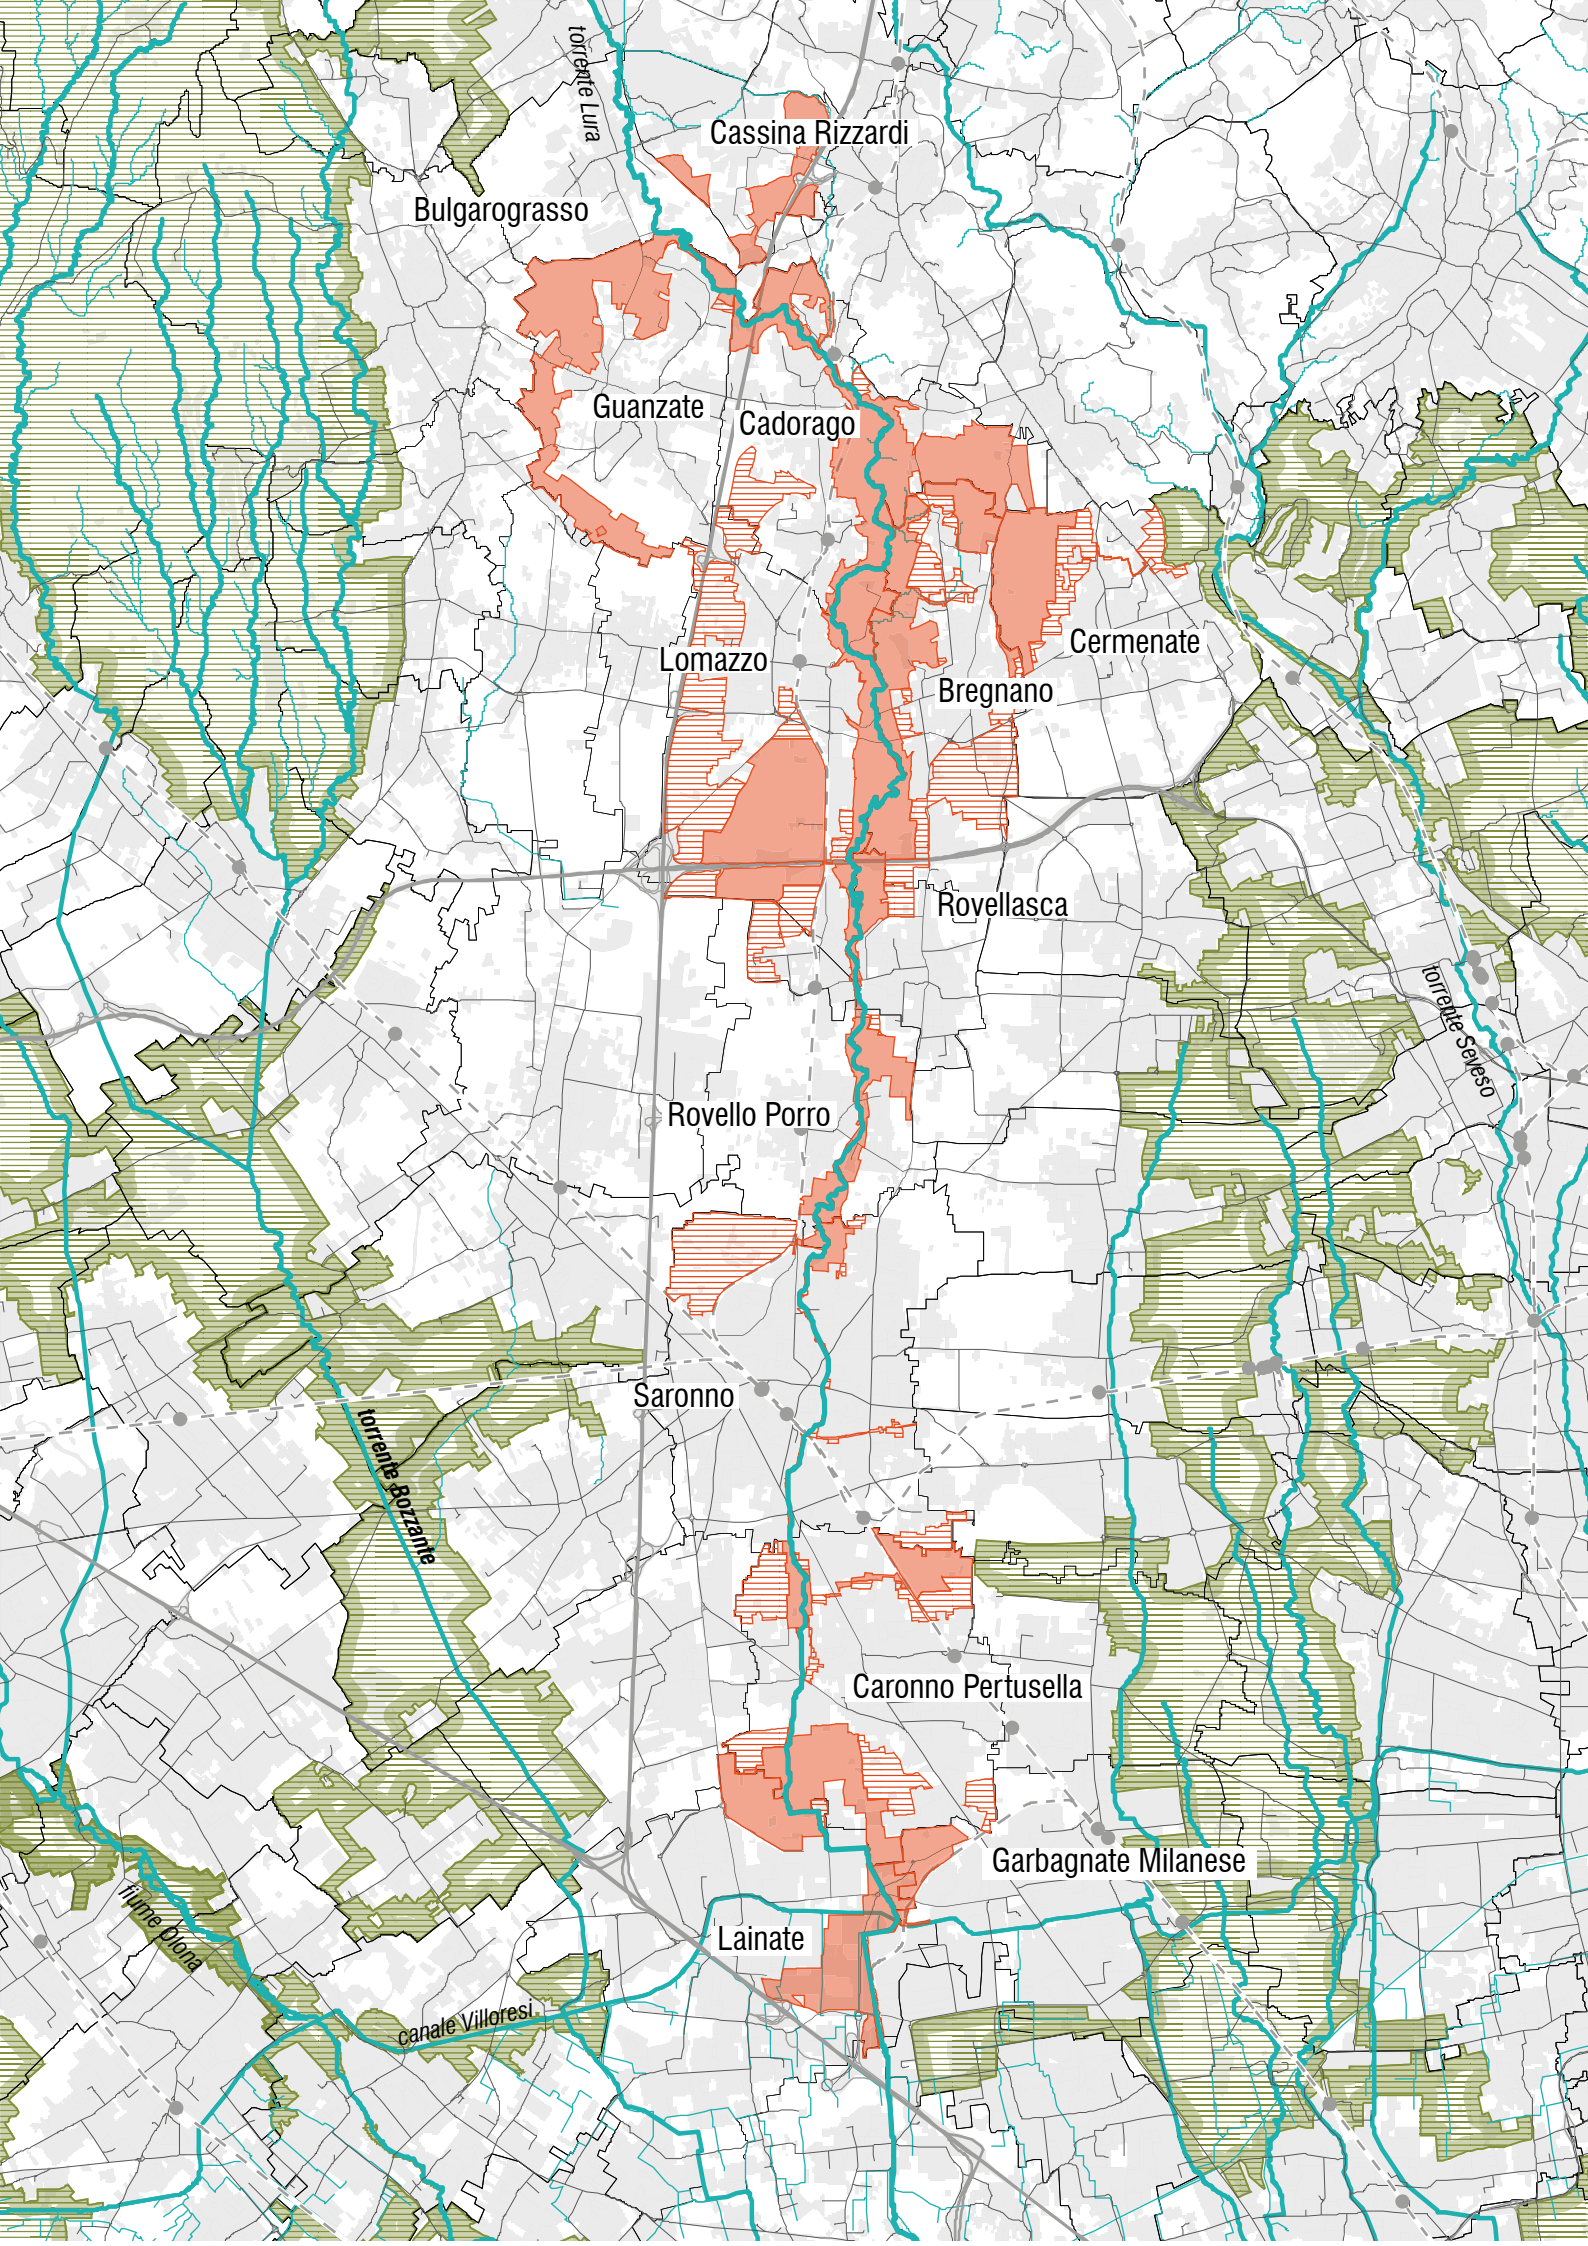 torrente Lura
Cassina Rizzardi
Bulgarograsso
Guanzate
Cadorago
Cermenate
Lomazzo
Bregnano
Rovellasca
torrente Seveso
Rovello Porro
Saronno
torrente Bozzante
Caronno Pertusella
Garbagnate Milanese
fiume Olona
Lainate
canale Villoresi